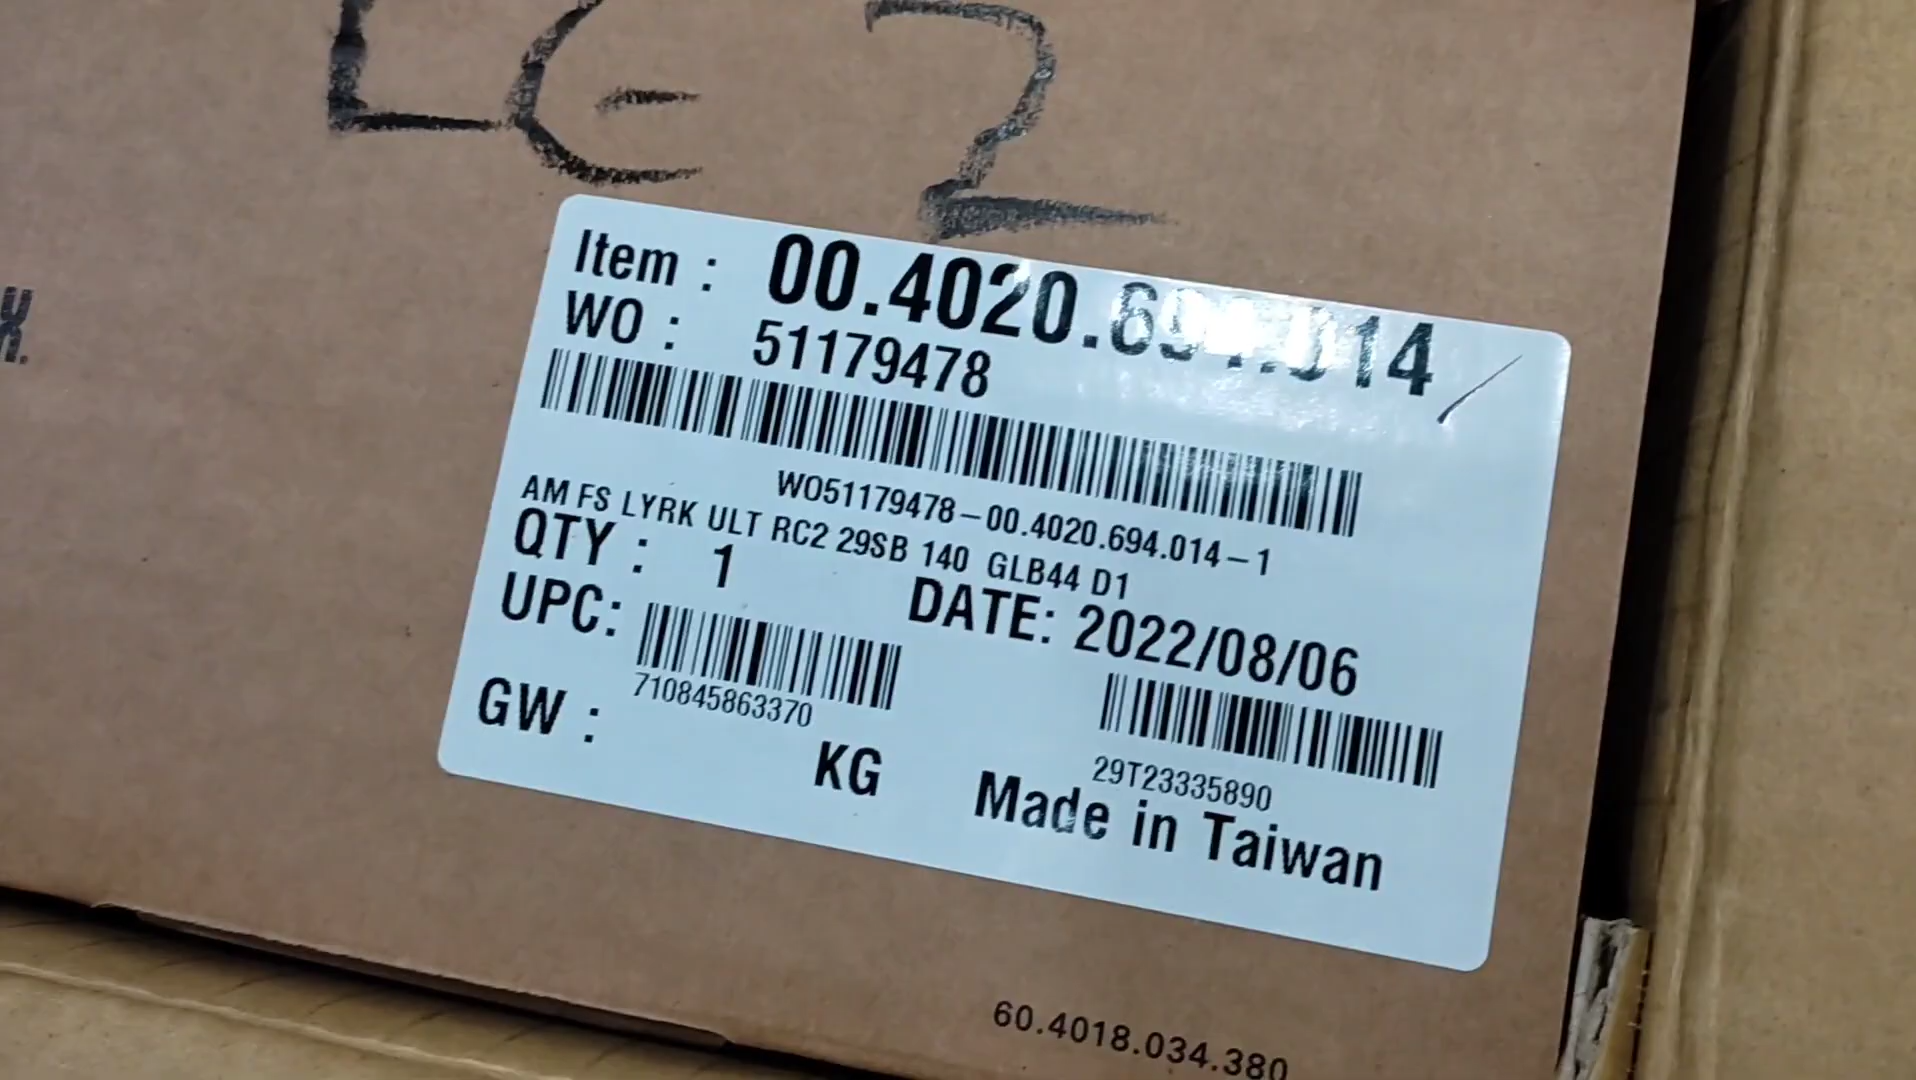 LE 2
X.
Item : 00.4020.694.014
WO : 51179478
WO51179478-00.4020.694.014-1
AM FS LYRK ULT RC2 29SB 140 GLB44 D1
QTY : 1
DATE: 2022/08/06
UPC:
710845863370
29T23335890
GW : KG
Made in Taiwan
60.4018.034.380